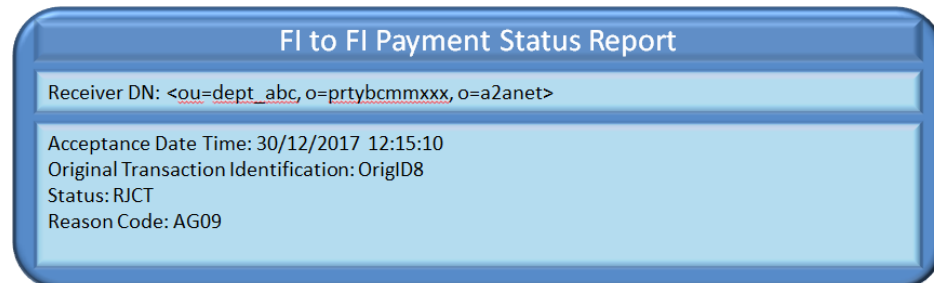 FI to FI Payment Status Report
Receiver DN: <ou=dept_abc, o=prtybcmmxxx, o=a2anet>
Acceptance Date Time: 30/12/2017 12:15:10
Original Transaction Identification: OrigID8
Status: RJCT
Reason Code: AG09